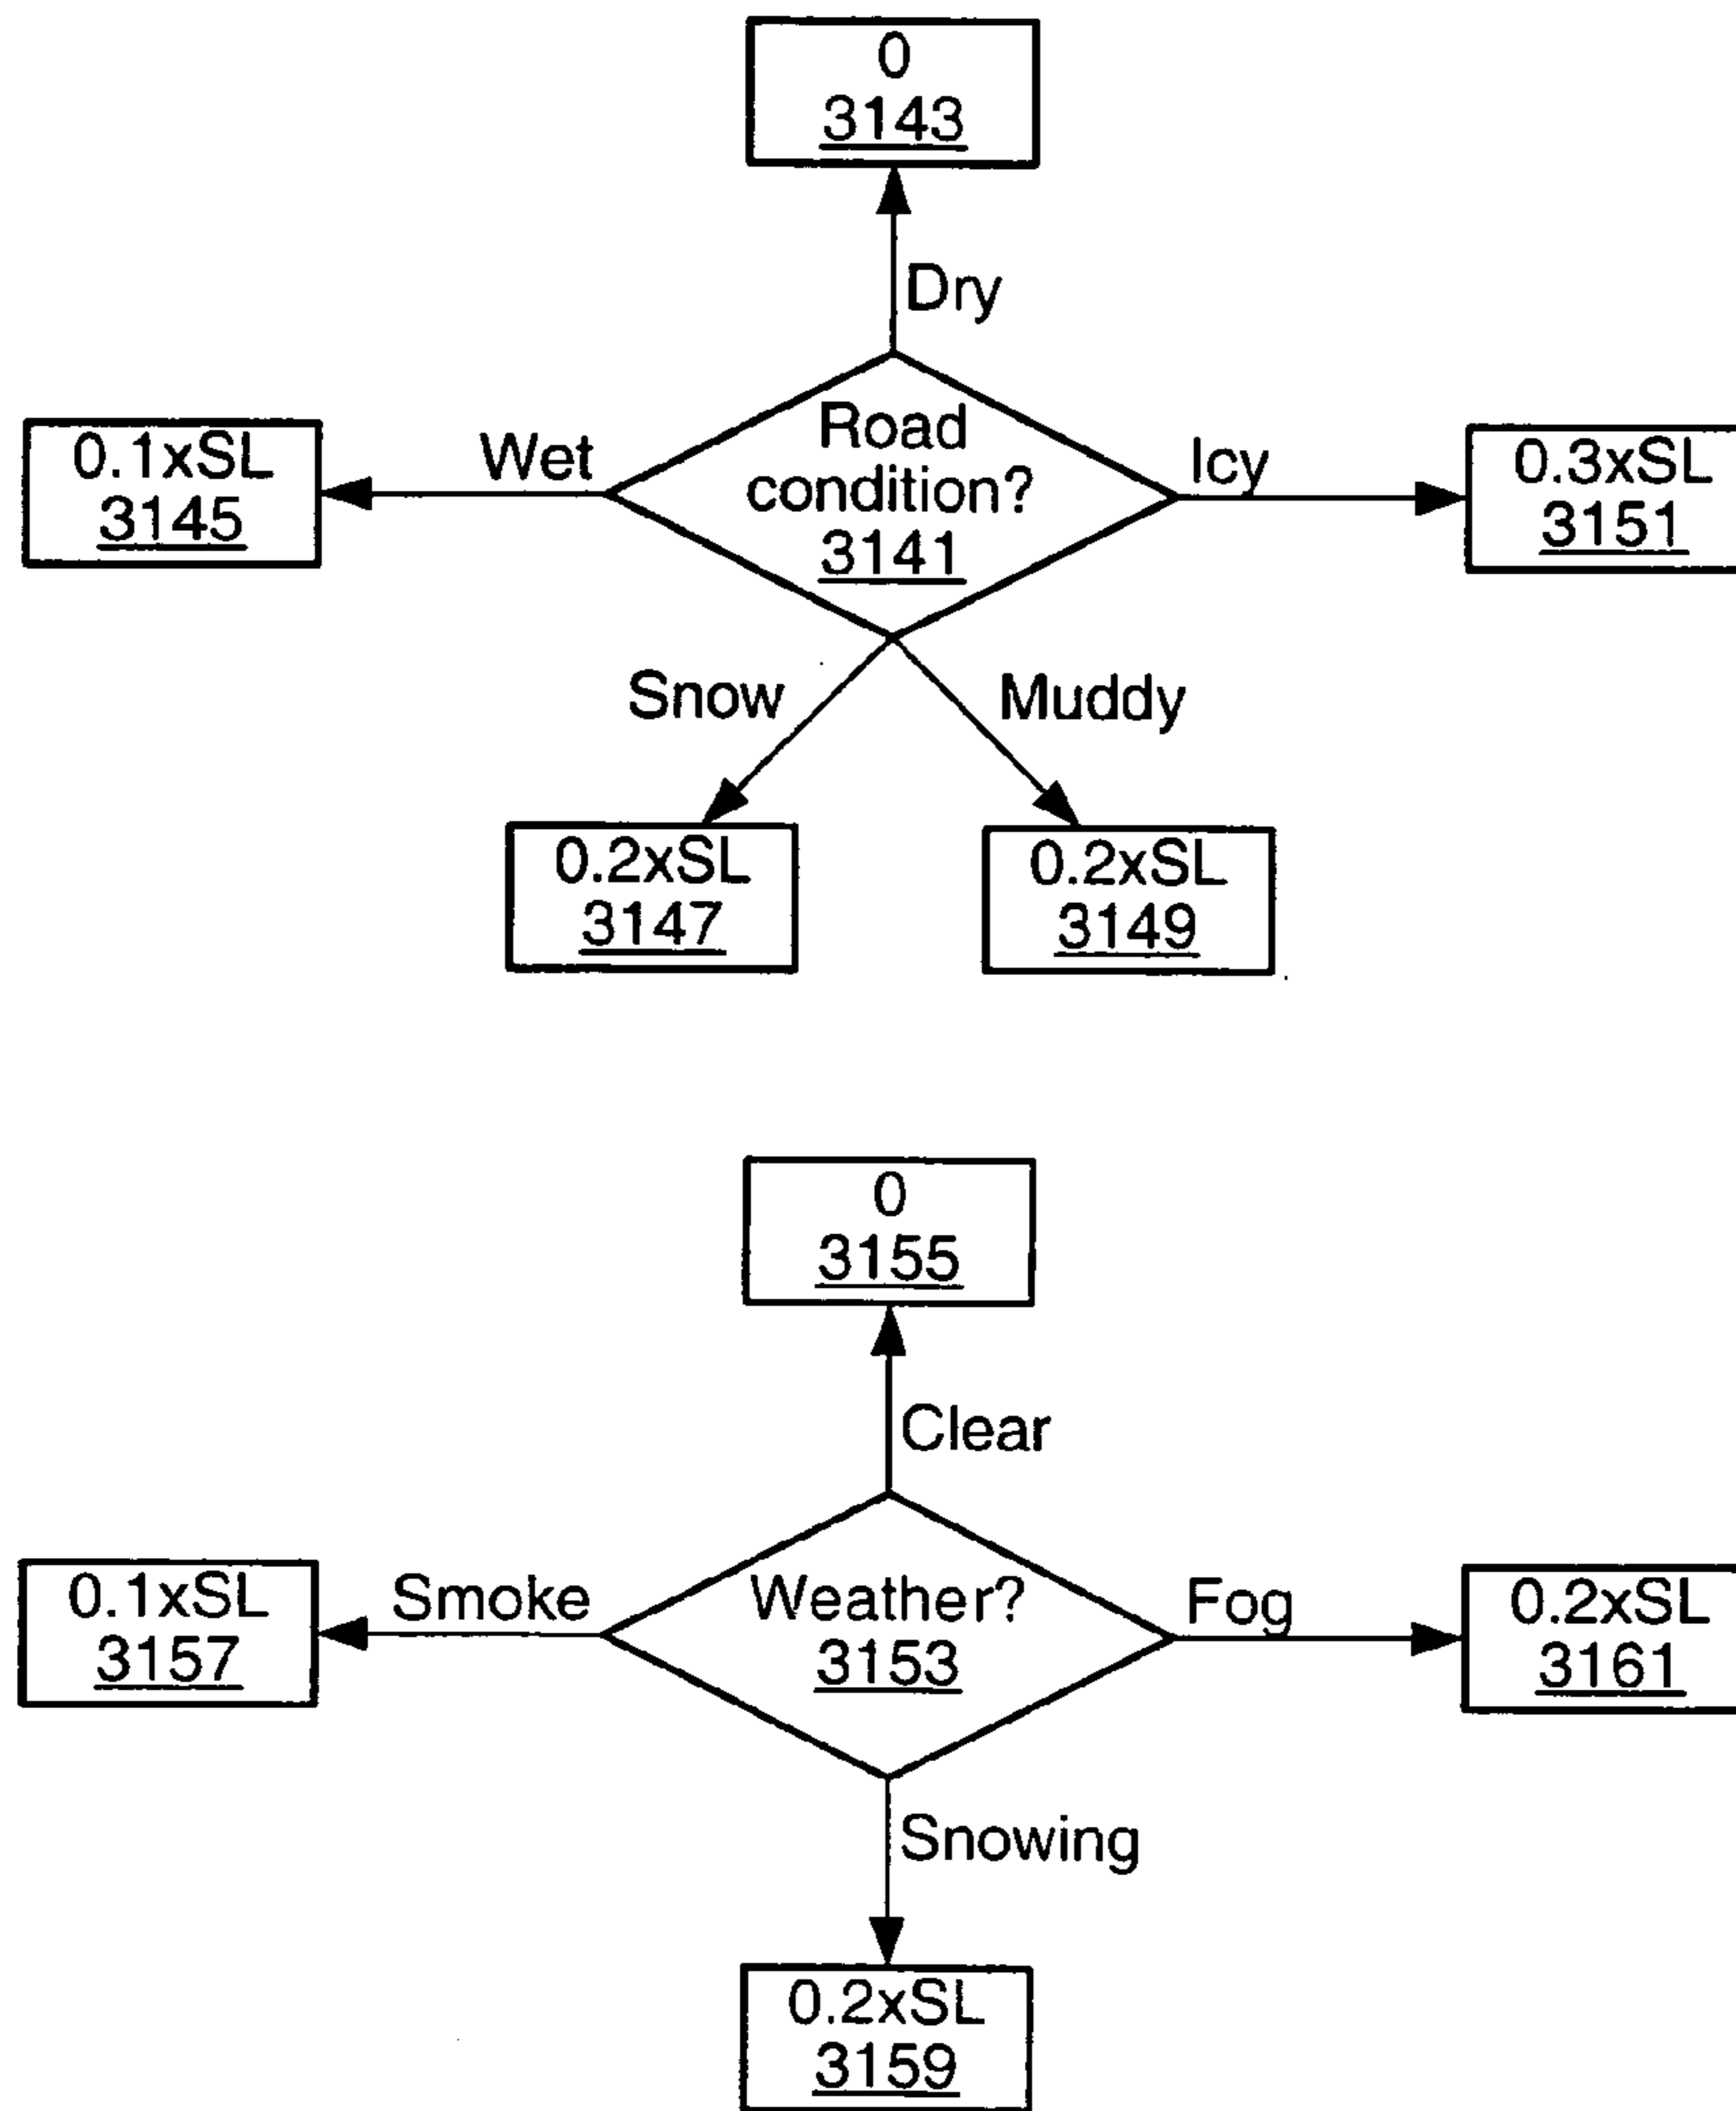 0
3143
Dry
Road
condition?
3141
Wet
0.1xSL
3145
Icy
0.3xSL
3151
Snow
Muddy
0.2xSL
3147
0.2xSL
3149
0
3155
Clear
Weather?
3153
Smoke
0.1xSL
3157
Fog
0.2xSL
3161
Snowing
0.2xSL
3159